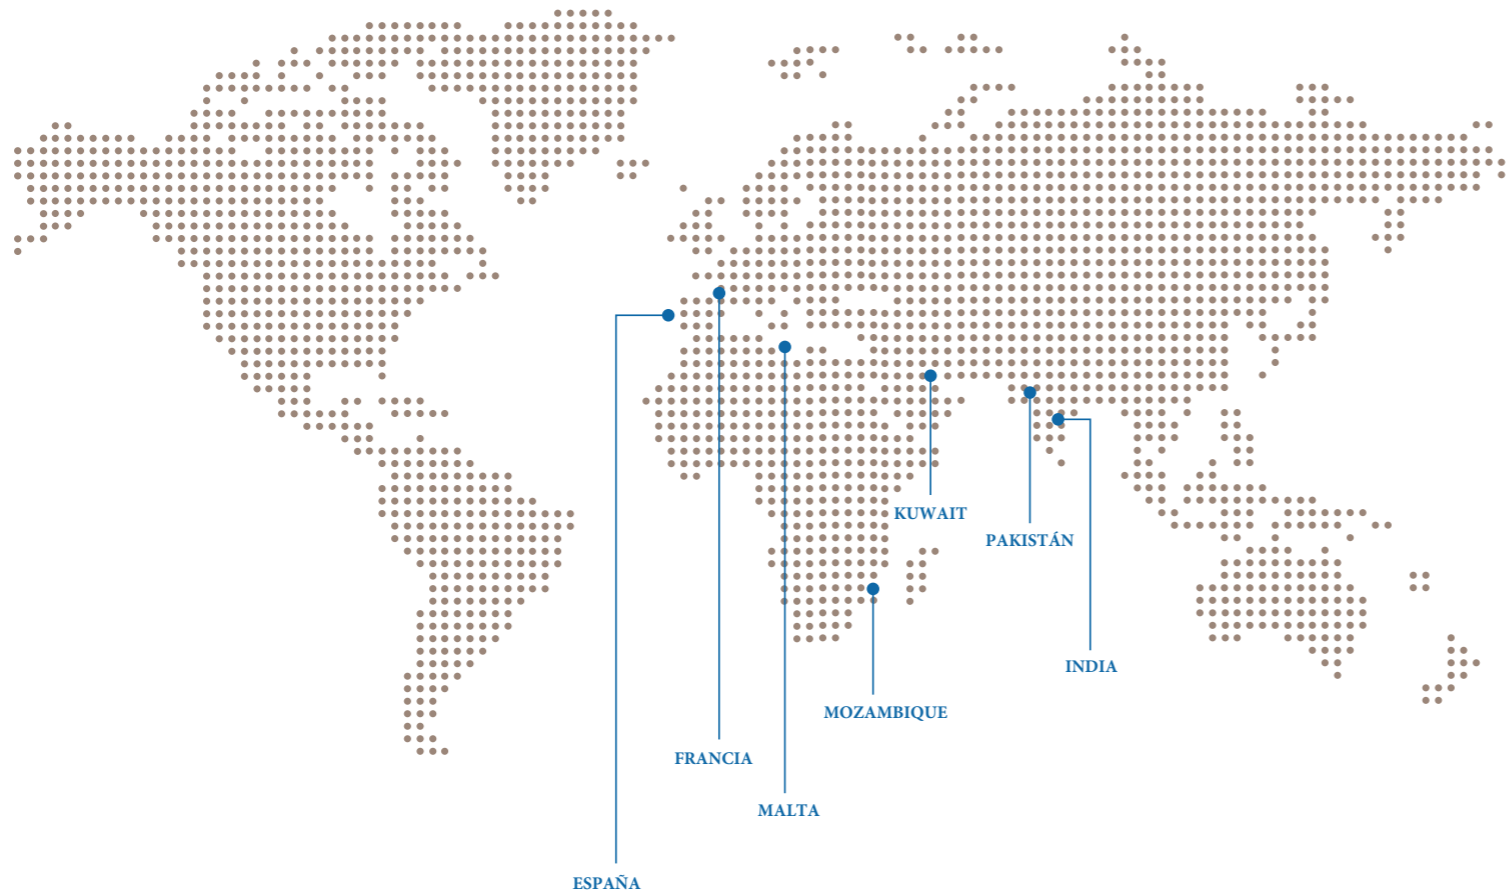 KUWAIT
PAKISTÁN
INDIA
MOZAMBIQUE
FRANCIA
MALTA
ESPAÑA